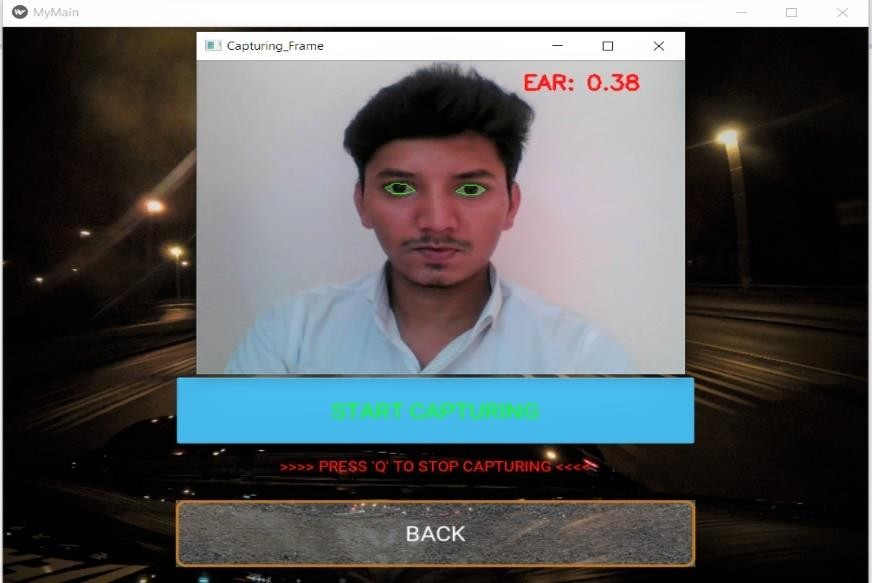 MyMain
Capturing_Frame
EAR: 0.38
START CAPTURING
>>>> PRESS 'Q' TO STOP CAPTURING <<<<
BACK